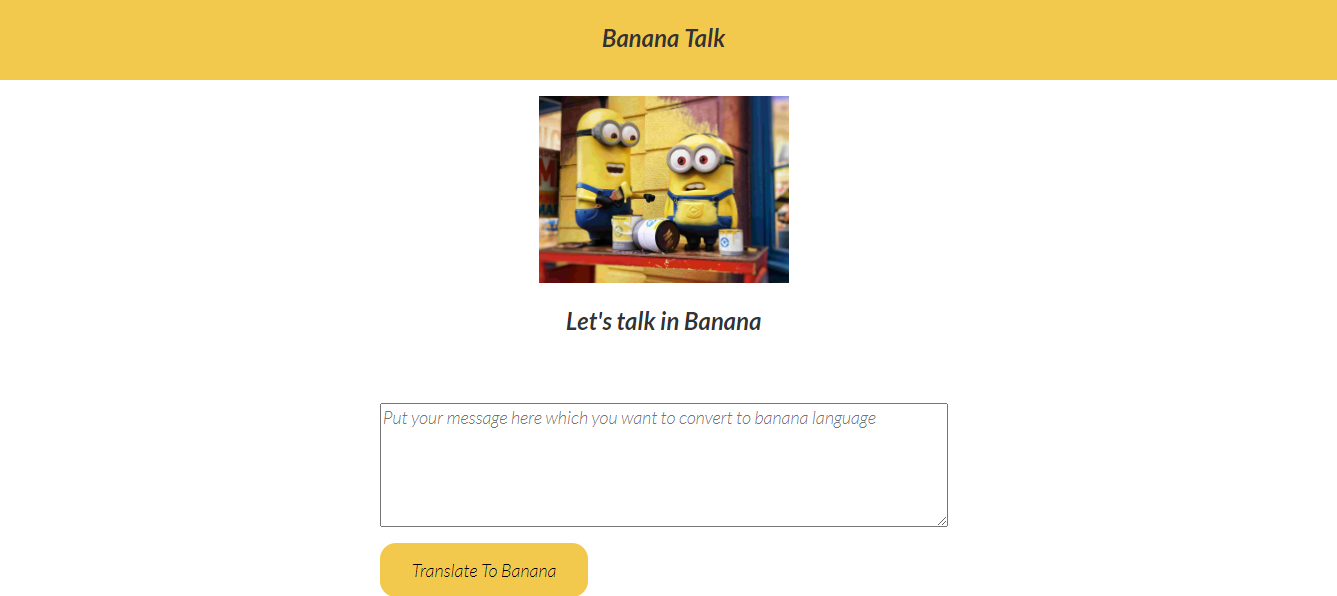 Banana Talk
Let's talk in Banana
Put your message here which you want to convert to banana language
Translate To Banana